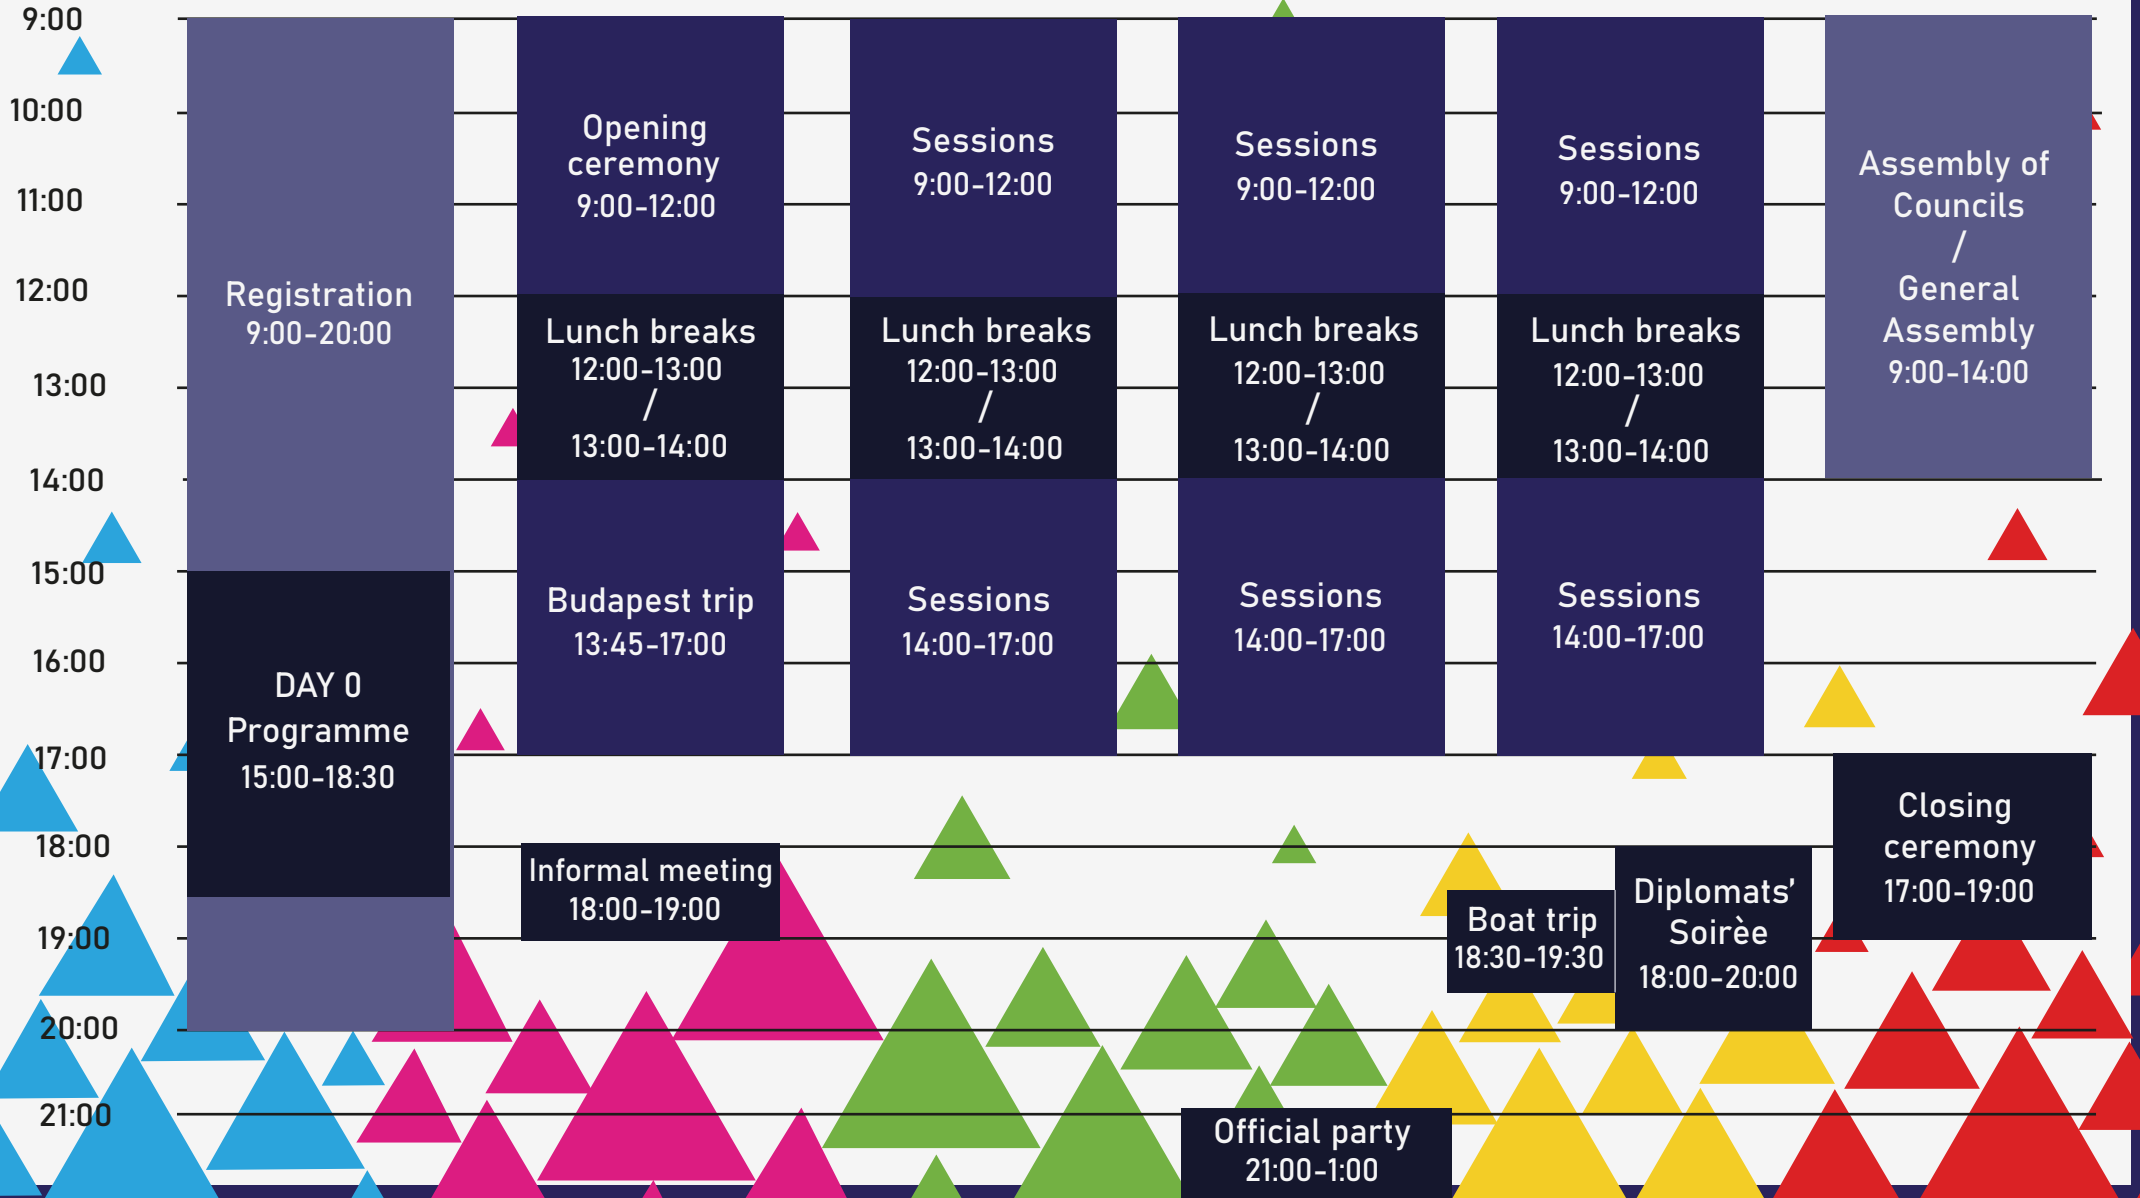 9:00
10:00
11:00
12:00
13:00
14:00
15:00
16:00
17:00
18:00
19:00
20:00
21:00
Registration
9:00-20:00
DAY 0
Programme
15:00-18:30
Opening
ceremony
9:00-12:00
Lunch breaks
12:00-13:00
/
13:00-14:00
Budapest trip
13:45-17:00
Informal meeting
18:00-19:00
Sessions
9:00-12:00
Lunch breaks
12:00-13:00
/
13:00-14:00
Sessions
14:00-17:00
Sessions
9:00-12:00
Lunch breaks
12:00-13:00
/
13:00-14:00
Sessions
14:00-17:00
Official party
21:00-1:00
Sessions
9:00-12:00
Lunch breaks
12:00-13:00
/
13:00-14:00
Sessions
14:00-17:00
Boat trip
18:30-19:30
Diplomats’
Soirèe
18:00-20:00
Assembly of
Councils
/
General
Assembly
9:00-14:00
Closing
ceremony
17:00-19:00